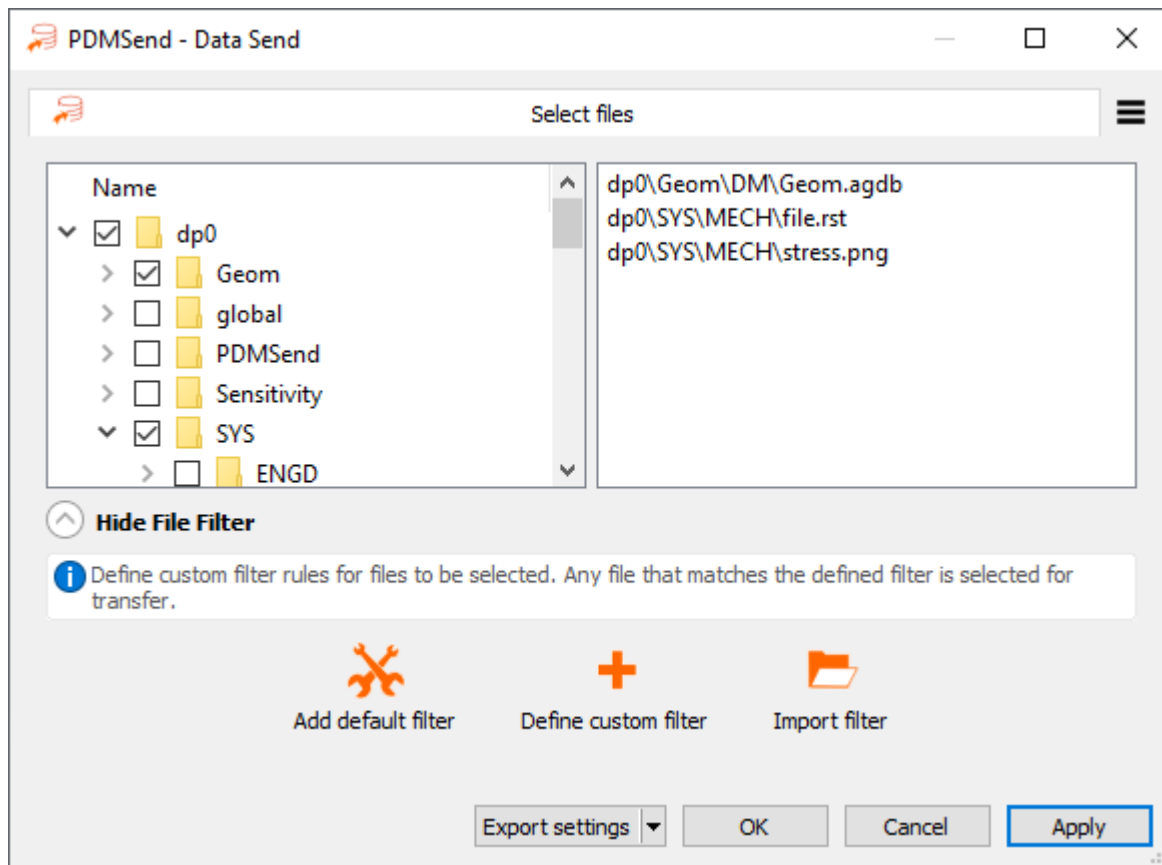 PDMSend - Data Send
Select files
Name
dp0
Geom
global
PDMSend
Sensitivity
SYS
ENGD
dp0\Geom\DM\Geom.agdb
dp0\SYS\MECH\file.rst
dp0\SYS\MECH\stress.png
Hide File Filter
Define custom filter rules for files to be selected. Any file that matches the defined filter is selected for
transfer.
Add default filter
Define custom filter
Import filter
Export settings
OK
Cancel
Apply